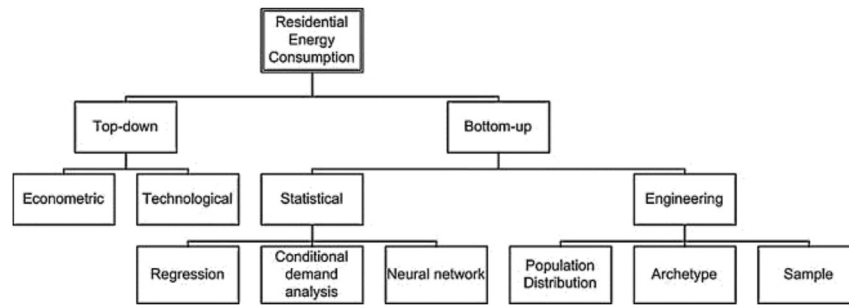 Residential
Energy
Consumption
Top-down
Bottom-up
Econometric
Technological
Statistical
Engineering
Regression
Conditional
demand
analysis
Neural network
Population
Distribution
Archetype
Sample